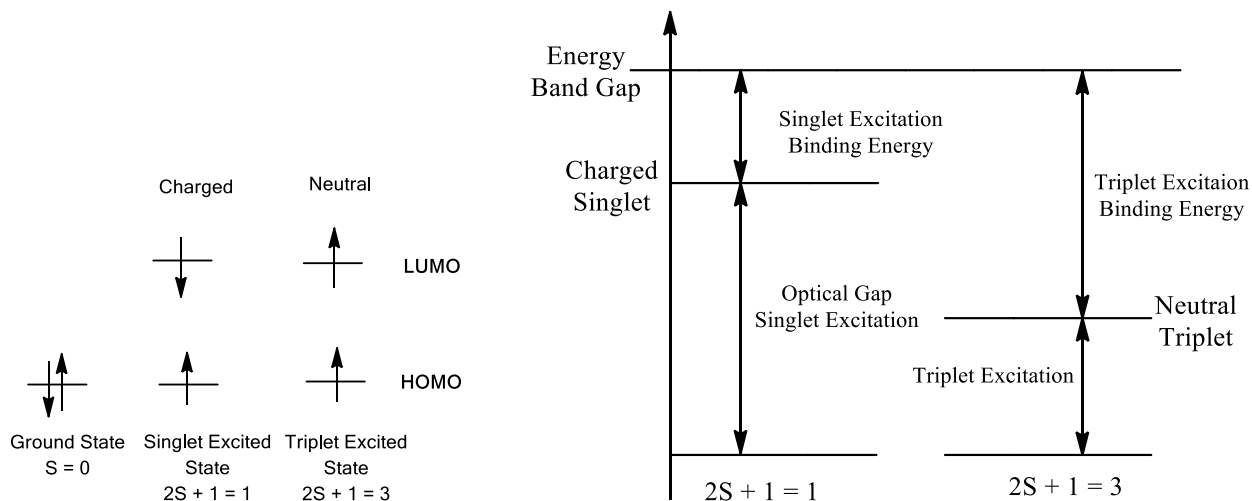 Charged
Neutral
LUMO
HOMO
Ground State
S = 0
Singlet Excited
State
2S + 1 = 1
Triplet Excited
State
2S + 1 = 3
Energy
Band Gap
Singlet Excitation
Binding Energy
Charged
Singlet
Triplet Excitaion
Binding Energy
Optical Gap
Singlet Excitation
Neutral
Triplet
Triplet Excitation
2S + 1 = 1
2S + 1 = 3